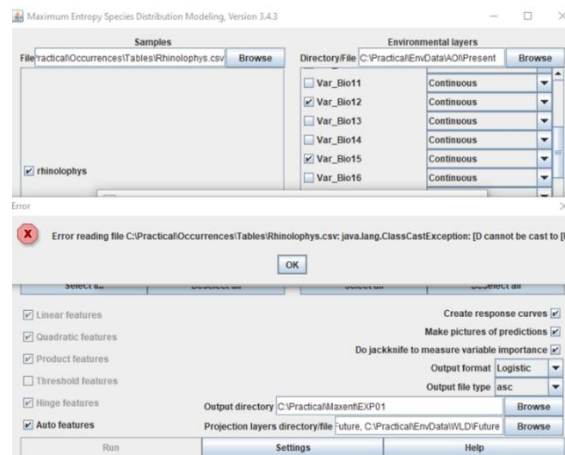 Maximum Entropy Species Distribution Modeling, Version 3.4.3
Samples
File ractical\Occurrences\Tables\Rhinolophys.csv Browse
rhinolophys
Environmental layers
Directory/File C:\Practical\EnvData\AOI\Present Browse
Var_Bio11 Continuous
Var_Bio12 Continuous
Var_Bio13 Continuous
Var_Bio14 Continuous
Var_Bio15 Continuous
Var_Bio16 Continuous
Error
Error reading file C:\Practical\Occurrences\Tables\Rhinolophys.csv: java.lang.ClassCastException: [D cannot be cast to [
OK
Linear features
Quadratic features
Product features
Threshold features
Hinge features
Auto features
Create response curves
Make pictures of predictions
Do jackknife to measure variable importance
Output format Logistic
Output file type asc
Output directory C:\Practical\Maxent\EXP01 Browse
Projection layers directory/file Future, C:\Practical\EnvData\WLD\Future Browse
Run Settings Help